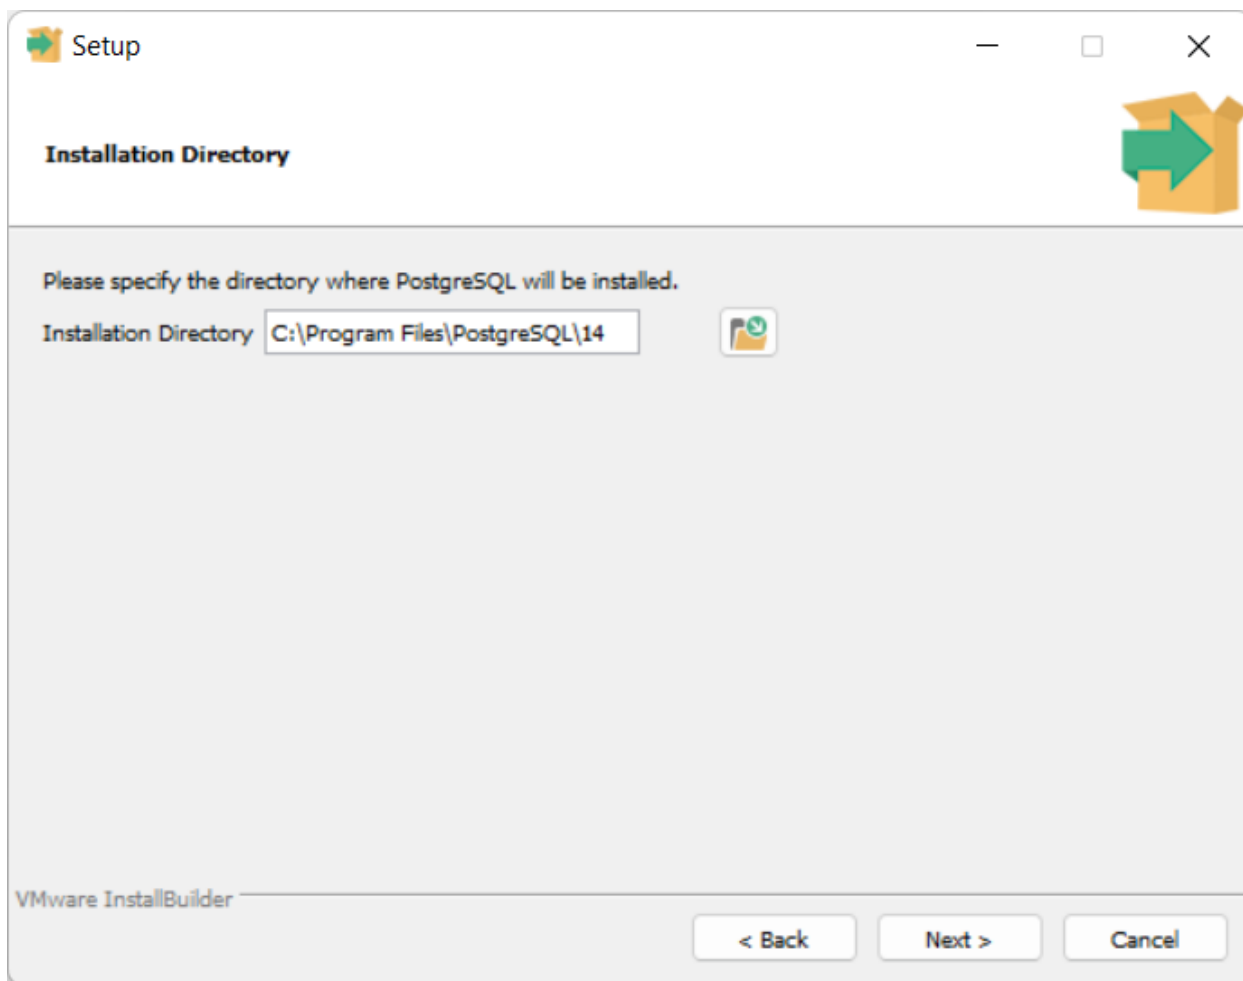 Setup
Installation Directory
Please specify the directory where PostgreSQL will be installed.
Installation Directory C:\Program Files\PostgreSQL\14
VMware InstallBuilder
< Back Next > Cancel